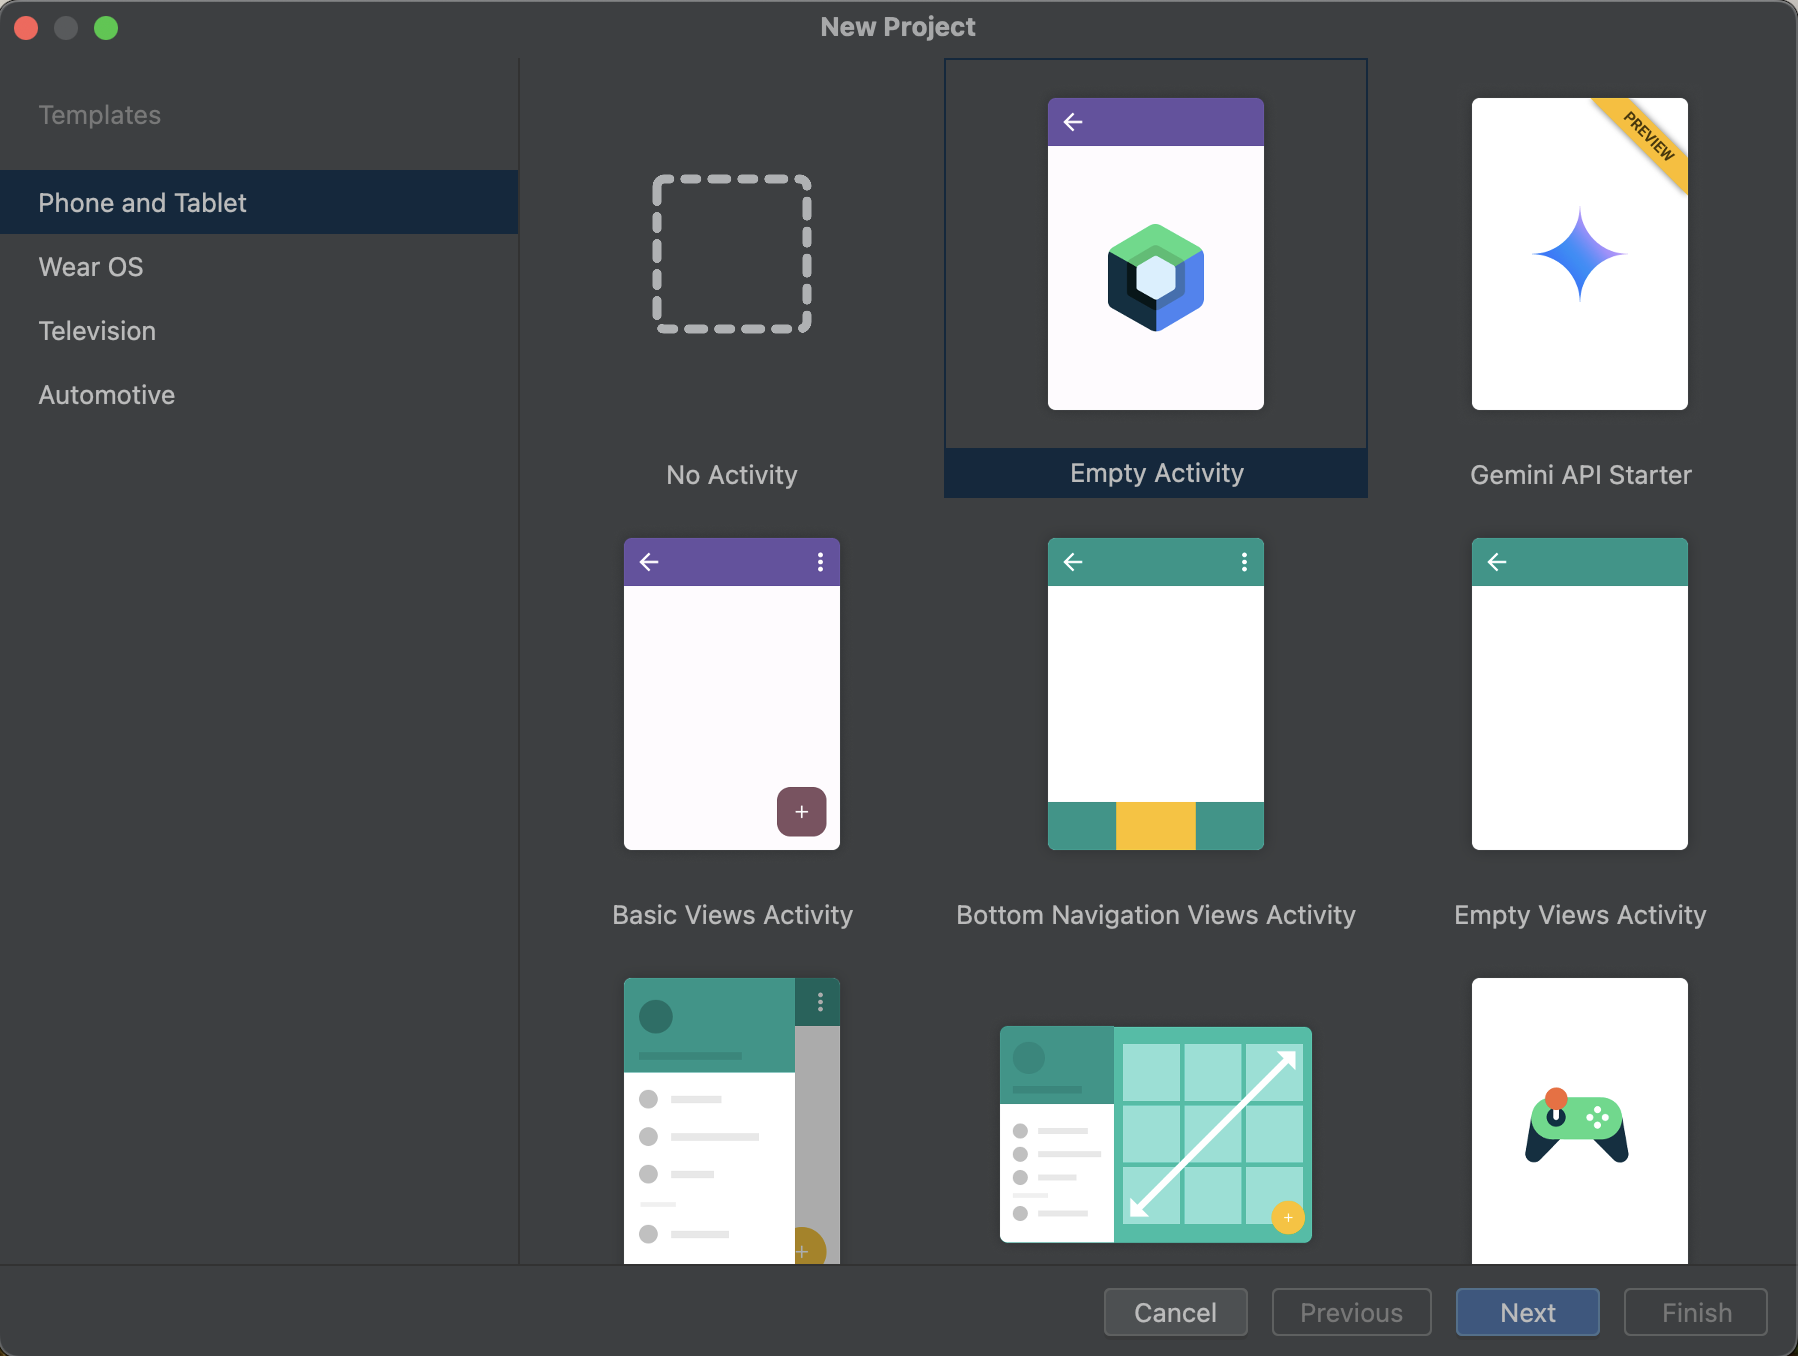 New Project
Templates
Phone and Tablet
Wear OS
Television
Automotive
PREVIEW
No Activity
Empty Activity
Gemini API Starter
Basic Views Activity
Bottom Navigation Views Activity
Empty Views Activity
Cancel
Previous
Next
Finish